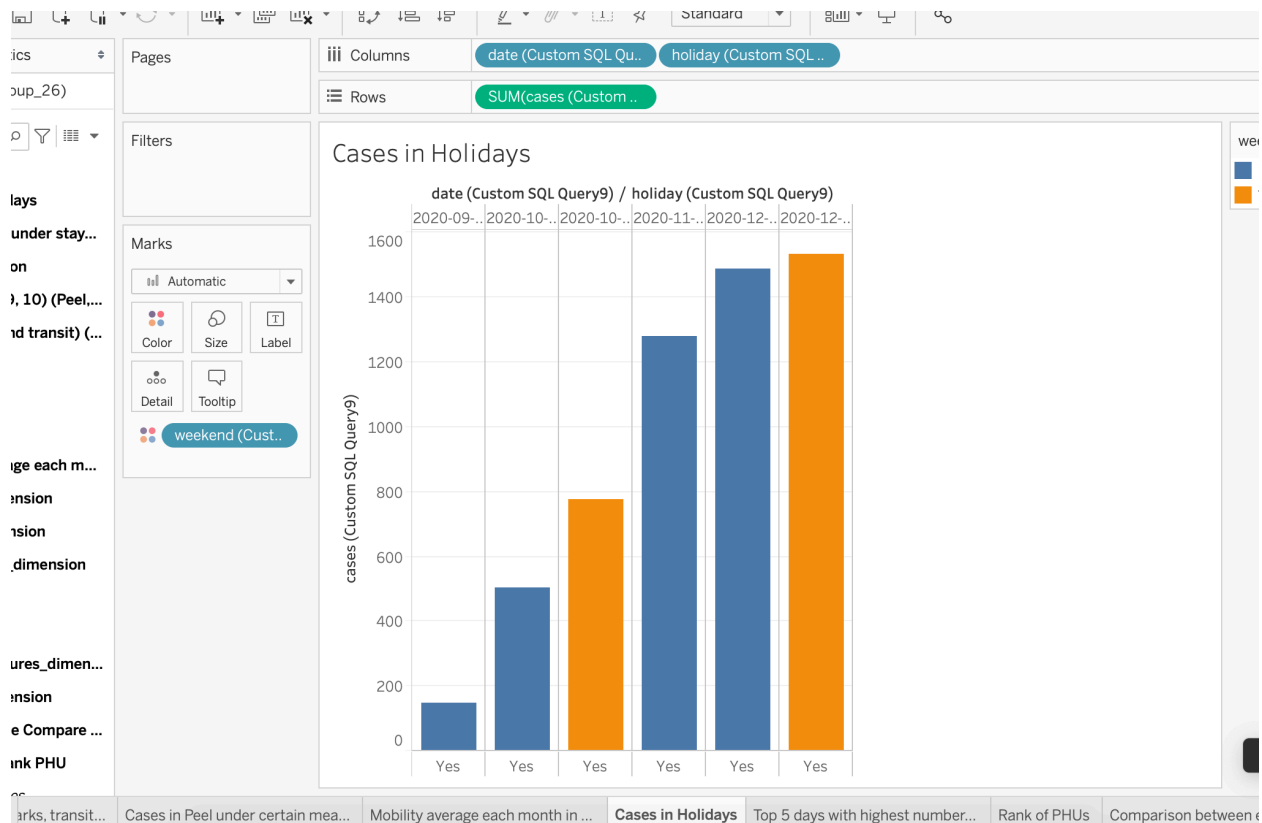 Standard
ics
Pages
Columns
date (Custom SQL Qu..
holiday (Custom SQL ..
oup_26)
Rows
SUM(cases (Custom ..
Filters
Cases in Holidays
wee
date (Custom SQL Query9) / holiday (Custom SQL Query9)
lays
2020-09-.. 2020-10-.. 2020-10-.. 2020-11-.. 2020-12-.. 2020-12-..
under stay...
Marks
1600
on
Automatic
9, 10) (Peel,...
1400
nd transit) (...
Color
Size
Label
1200
Detail
Tooltip
1000
weekend (Cust..
cases (Custom SQL Query9)
age each m...
800
ension
nsion
600
_dimension
400
ures_dimen...
200
ension
e Compare ...
0
ank PHU
Yes Yes Yes Yes Yes Yes
arks, transit...
Cases in Peel under certain mea...
Mobility average each month in ...
Cases in Holidays
Top 5 days with highest number...
Rank of PHUs
Comparison between e